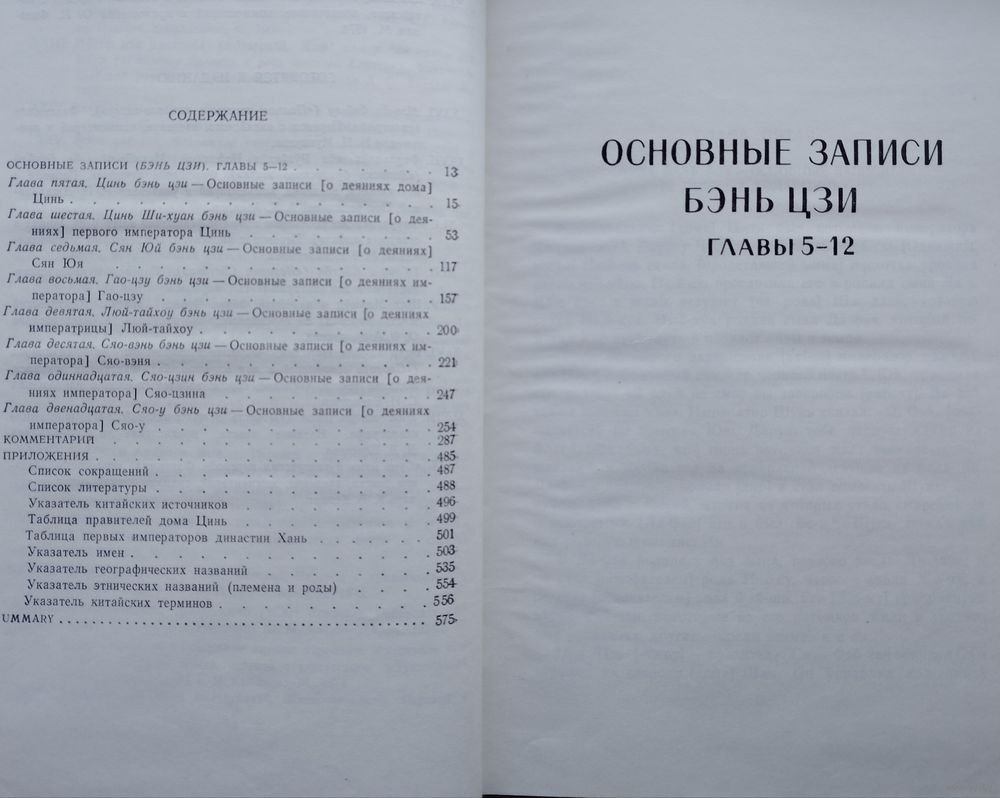 СОДЕРЖАНИЕ
ОСНОВНЫЕ ЗАПИСИ (БЭНЬ ЦЗИ). ГЛАВЫ 5—12 . . . . . . 13
Глава пятая. Цинь бэнь цзи — Основные записи [о деяниях дома]
Цинь . . . . . . . . . . . . . . . 15
Глава шестая. Цинь Ши-хуан бэнь цзи — Основные записи [о дея-
ниях] первого императора Цинь . . . . . . . 53
Глава седьмая. Сян Юй бэнь цзи — Основные записи [о деяниях]
Сян Юя . . . . . . . . . . . . . . 117
Глава восьмая. Гао-цзу бэнь цзи — Основные записи [о деяниях им-
ператора] Гао-цзу . . . . . . . . . . . 157
Глава девятая. Люй-тайхоу бэнь цзи — Основные записи [о деяниях
императрицы] Люй-тайхоу . . . . . . . . . 200
Глава десятая. Сяо-вэнь бэнь цзи — Основные записи [о деяниях им-
ператора] Сяо-вэня . . . . . . . . . . . 221
Глава одиннадцатая. Сяо-цзин бэнь цзи — Основные записи [о дея-
ниях императора] Сяо-цзина . . . . . . . . 247
Глава двенадцатая. Сяо-у бэнь цзи — Основные записи [о деяниях
императора] Сяо-у . . . . . . . . . . . 254
КОММЕНТАРИИ . . . . . . . . . . . . 287
ПРИЛОЖЕНИЯ . . . . . . . . . . . . . 485
Список сокращений . . . . . . . . . . . 487
Список литературы . . . . . . . . . . . 488
Указатель китайских источников . . . . . . . 496
Таблица правителей дома Цинь . . . . . . . 499
Таблица первых императоров династии Хань . . . . . . 501
Указатель имен . . . . . . . . . . . . 503
Указатель географических названий . . . . . . 535
Указатель этнических названий (племена и роды) . . . . 554
Указатель китайских терминов . . . . . . . . 556
UMMARY . . . . . . . . . . . . . . . . . . . . 575
ОСНОВНЫЕ ЗАПИСИ
БЭНЬ ЦЗИ
ГЛАВЫ 5–12